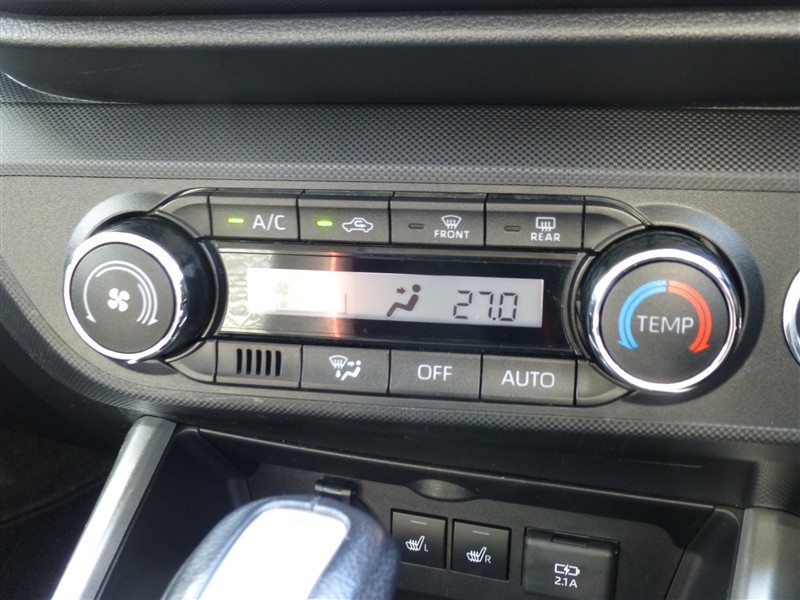 A/C
FRONT
REAR
27.0
TEMP
OFF
AUTO
L
R
2.1A